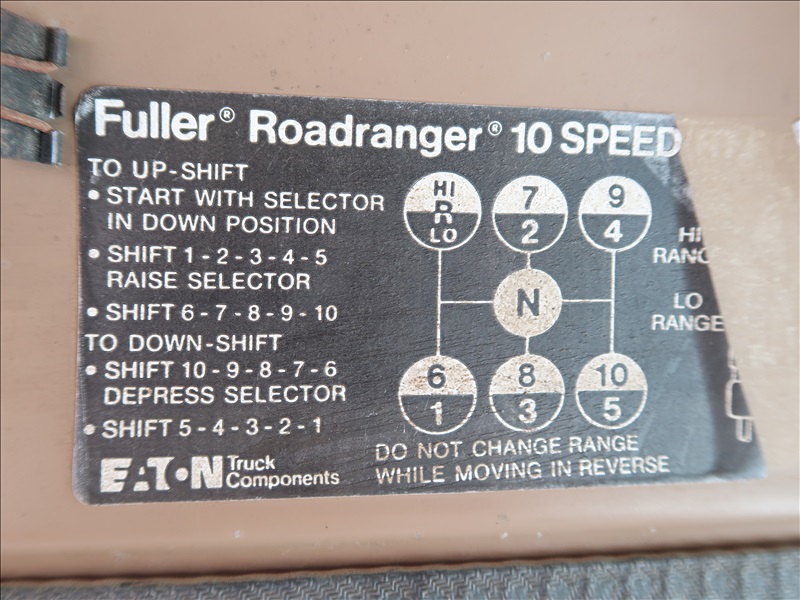 Fuller® Roadranger® 10 SPEED
TO UP-SHIFT
• START WITH SELECTOR
IN DOWN POSITION
• SHIFT 1 - 2 - 3 - 4 - 5
RAISE SELECTOR
• SHIFT 6 - 7 - 8 - 9 - 10
TO DOWN-SHIFT
• SHIFT 10 - 9 - 8 - 7 - 6
DEPRESS SELECTOR
• SHIFT 5 - 4 - 3 - 2 - 1
EATON Truck
Components
HI
R
LO
7
2
9
4
N
6
1
8
3
10
5
HI
RANG
LO
RANGE
DO NOT CHANGE RANGE
WHILE MOVING IN REVERSE